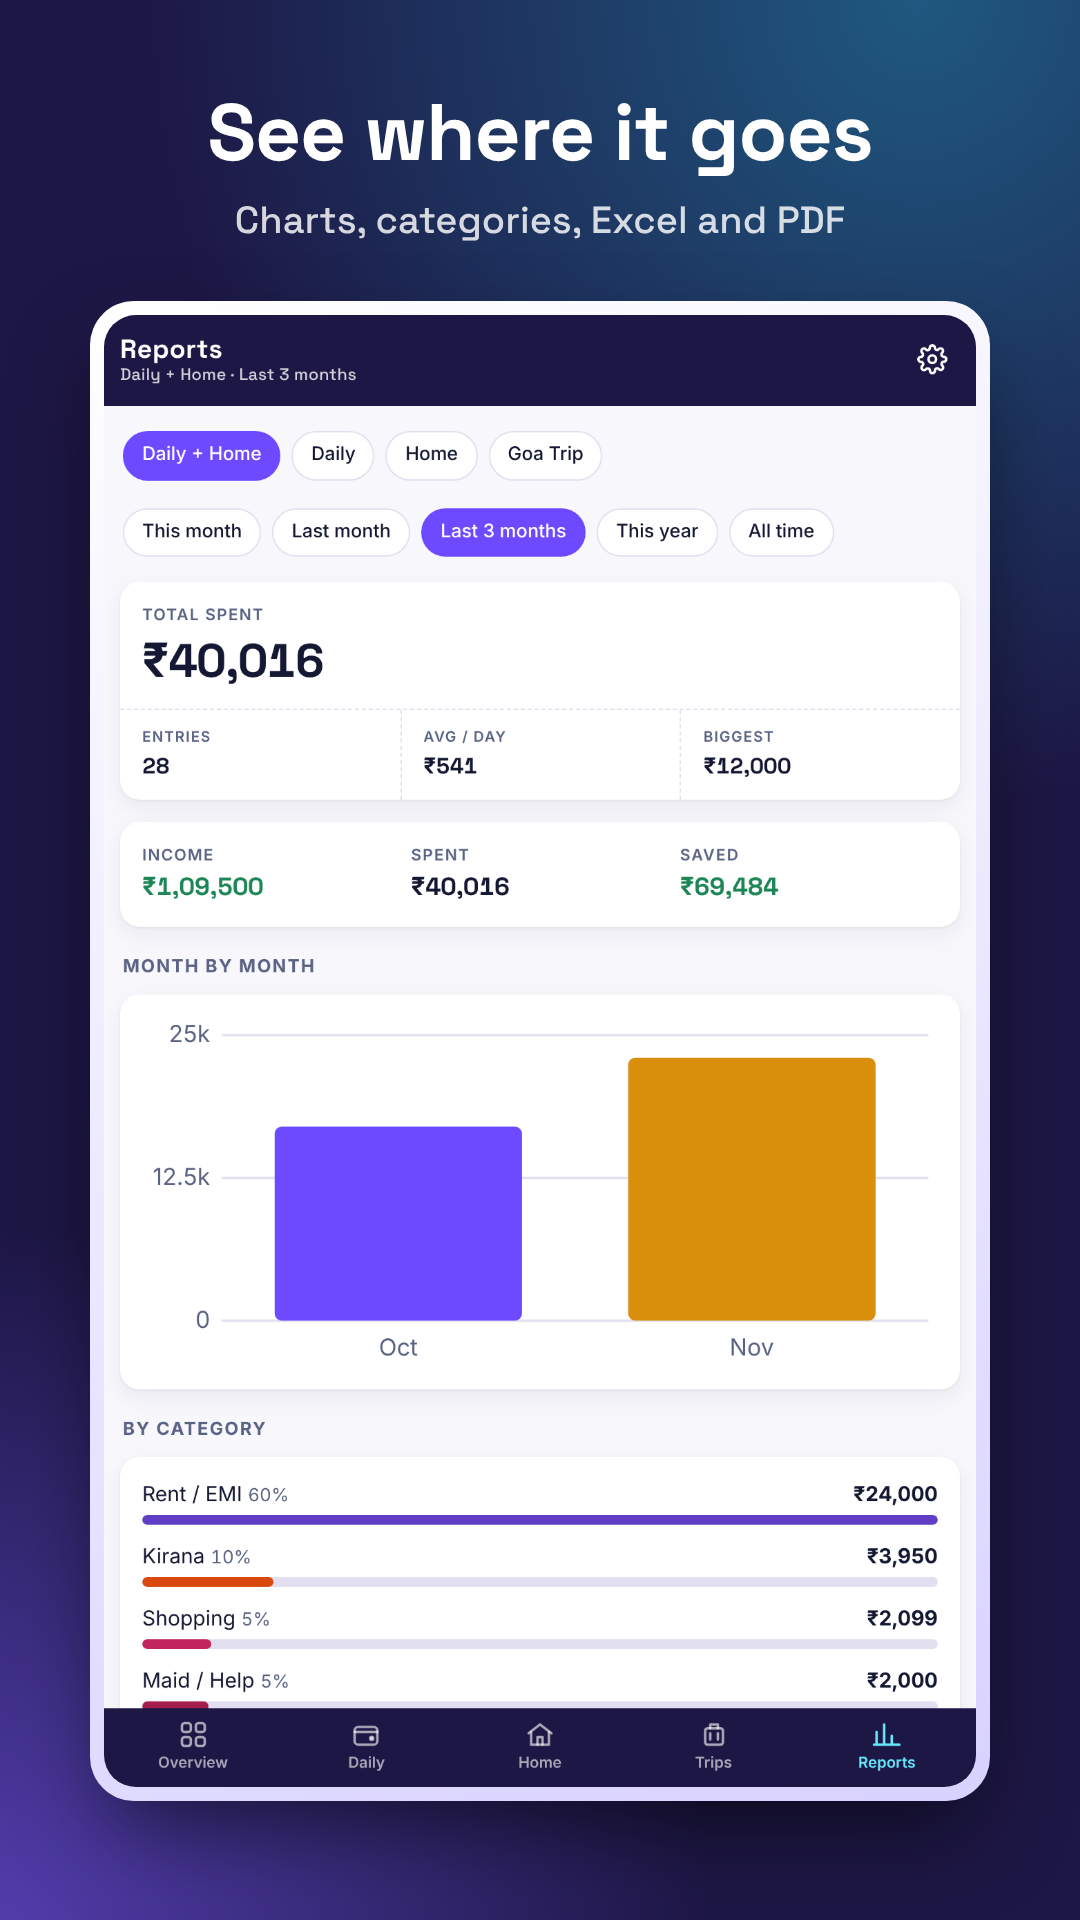 See where it goes
Charts, categories, Excel and PDF
Reports
Daily + Home · Last 3 months
Daily + Home
Daily
Home
Goa Trip
This month
Last month
Last 3 months
This year
All time
TOTAL SPENT
₹40,016
ENTRIES
AVG / DAY
BIGGEST
28
₹541
₹12,000
INCOME
SPENT
SAVED
₹1,09,500
₹40,016
₹69,484
MONTH BY MONTH
25k
12.5k
0
Oct
Nov
BY CATEGORY
Rent / EMI 60% ₹24,000
Kirana 10% ₹3,950
Shopping 5% ₹2,099
Maid / Help 5% ₹2,000
Overview
Daily
Home
Trips
Reports